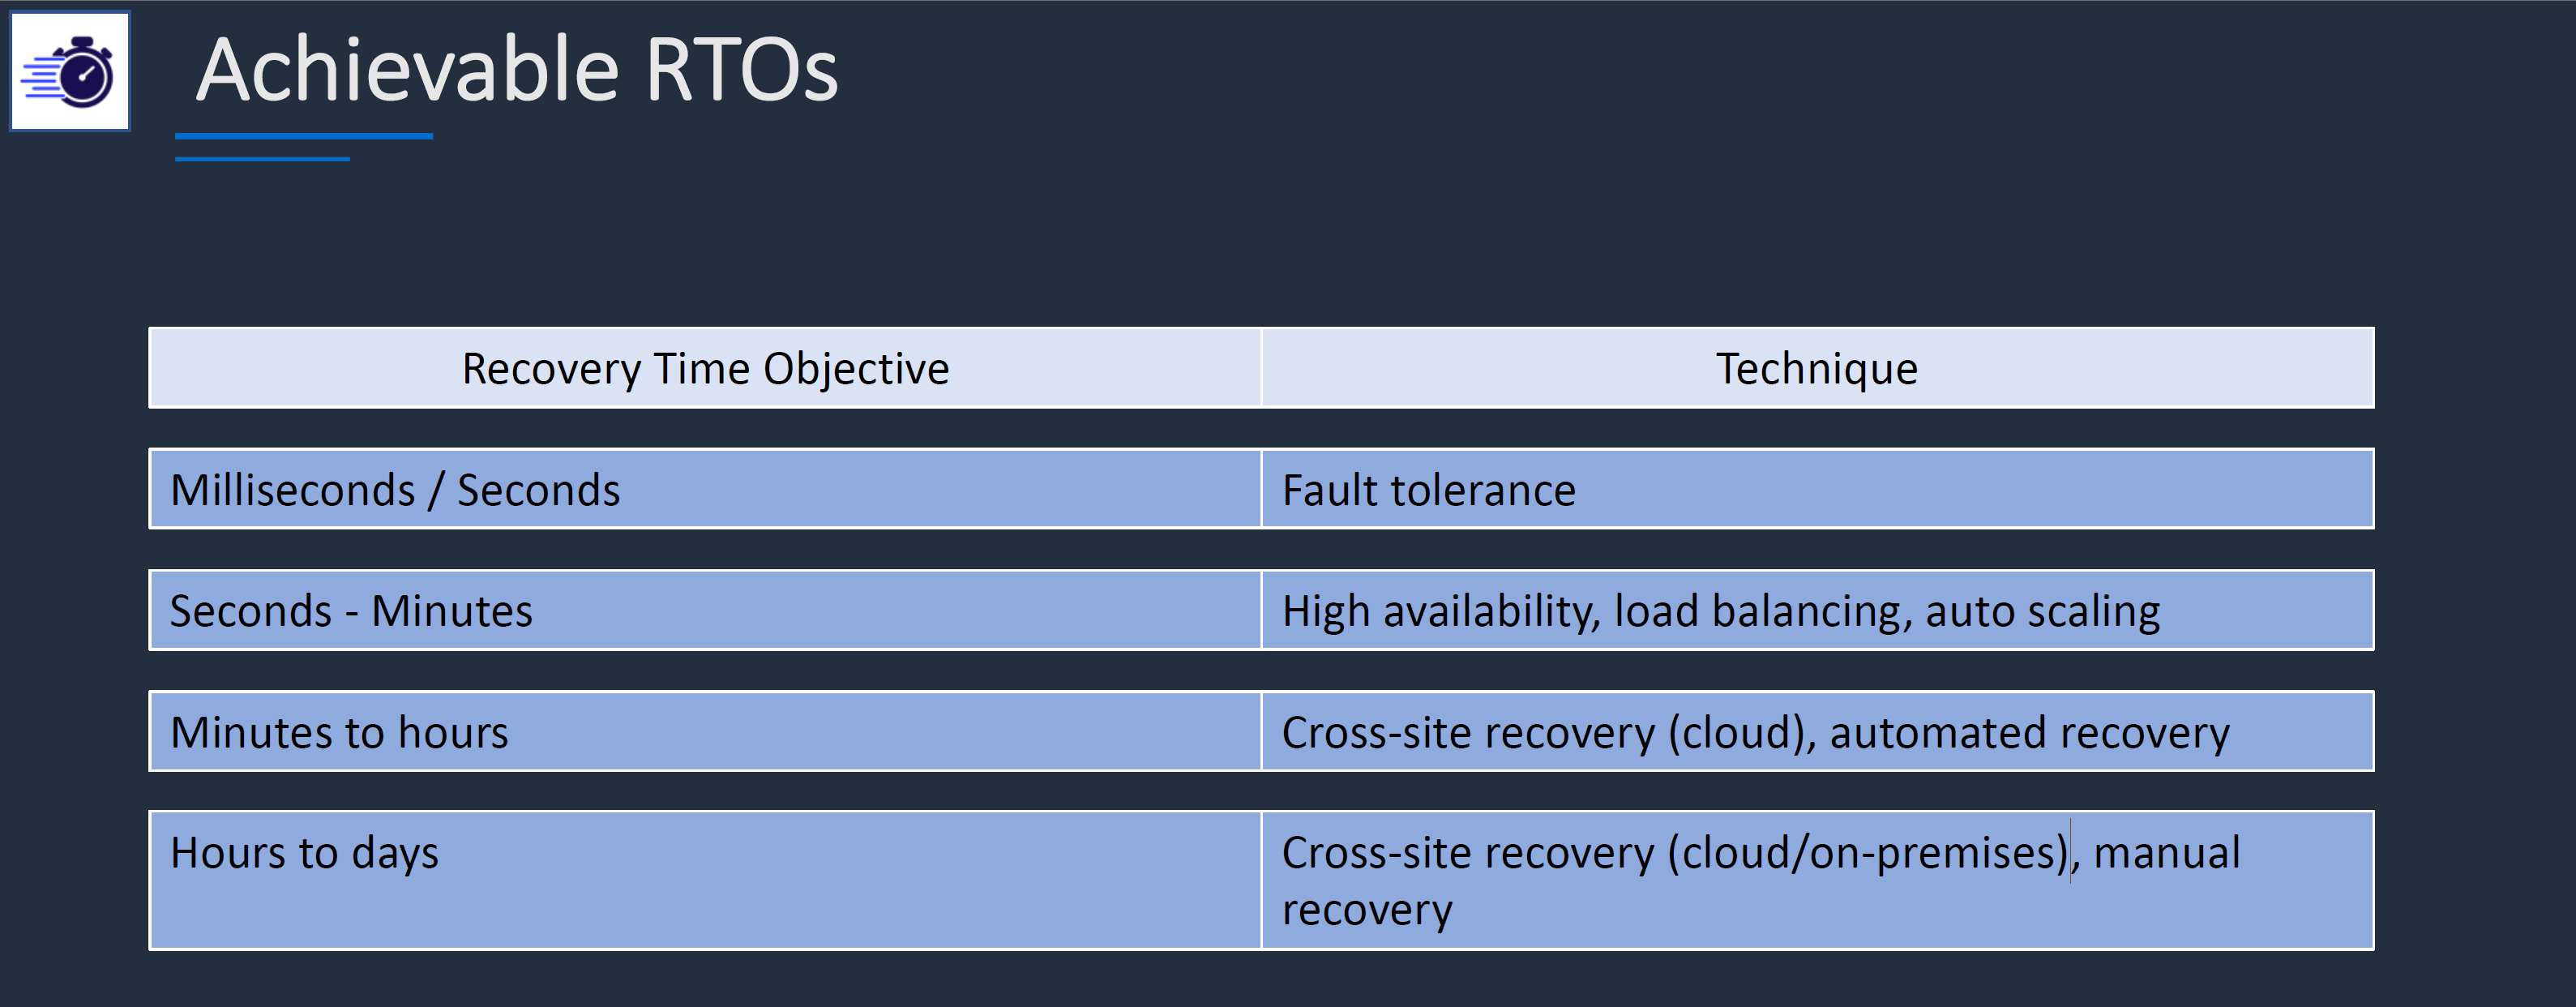 Achievable RTOs
Recovery Time Objective
Technique
Milliseconds / Seconds
Fault tolerance
Seconds - Minutes
High availability, load balancing, auto scaling
Minutes to hours
Cross-site recovery (cloud), automated recovery
Hours to days
Cross-site recovery (cloud/on-premises), manual
recovery